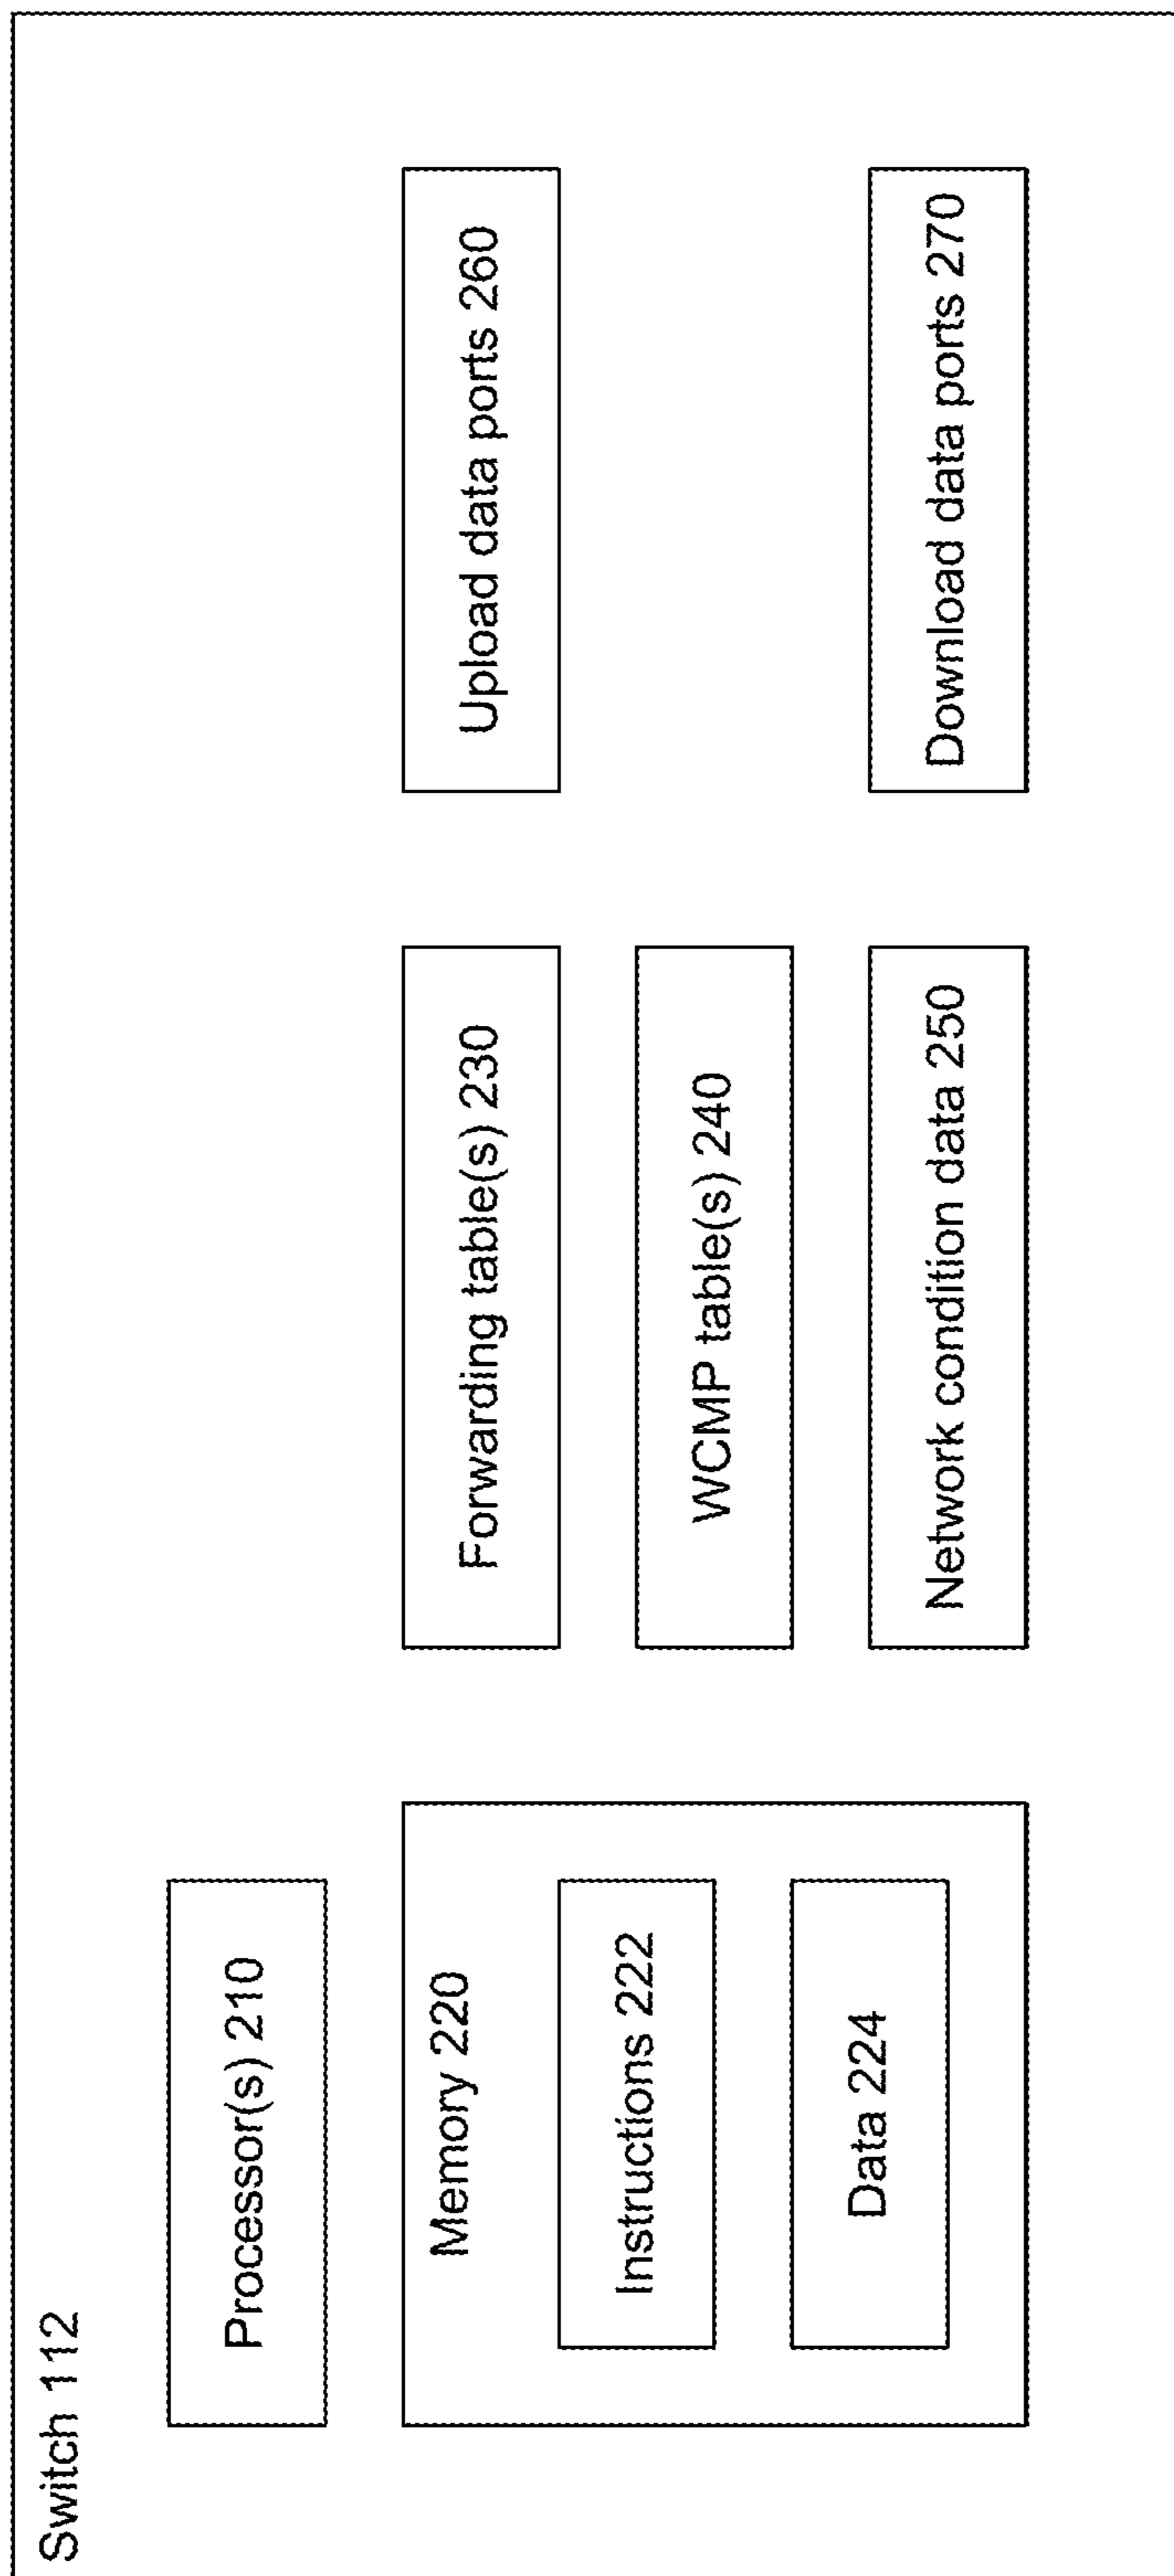 Switch 112
Processor(s) 210
Memory 220
Instructions 222
Data 224
Forwarding table(s) 230
WCMP table(s) 240
Network condition data 250
Upload data ports 260
Download data ports 270